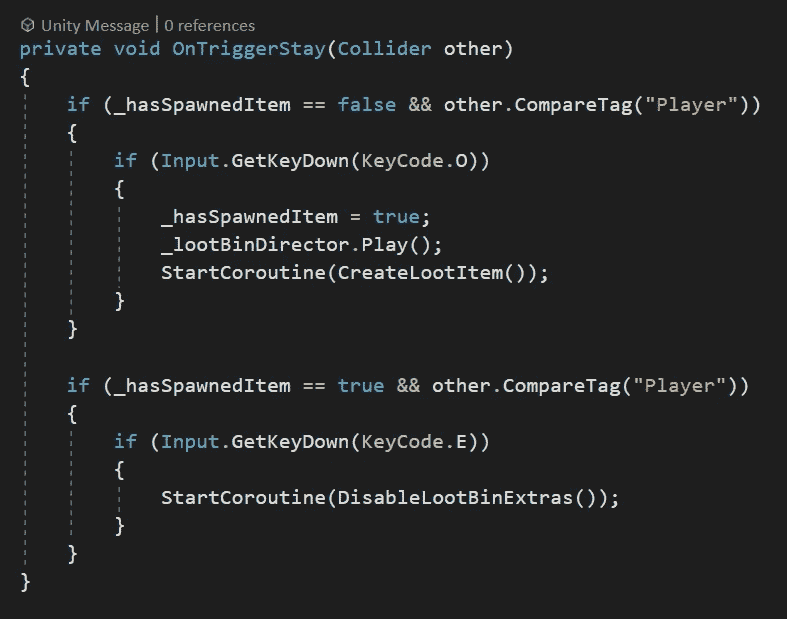 Unity Message | 0 references
private void OnTriggerStay(Collider other)
{
if (_hasSpawnedItem == false && other.CompareTag("Player"))
{
if (Input.GetKeyDown(KeyCode.O))
{
_hasSpawnedItem = true;
_lootBinDirector.Play();
StartCoroutine(CreateLootItem());
}
}
if (_hasSpawnedItem == true && other.CompareTag("Player"))
{
if (Input.GetKeyDown(KeyCode.E))
{
StartCoroutine(DisableLootBinExtras());
}
}
}